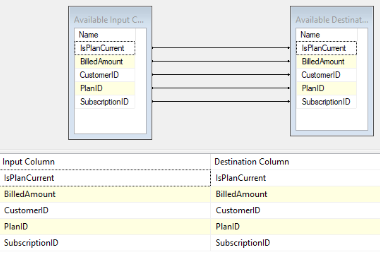 Available Input C...
Name
IsPlanCurrent
BilledAmount
CustomerID
PlanID
SubscriptionID
Available Destinat...
Name
IsPlanCurrent
BilledAmount
CustomerID
PlanID
SubscriptionID
Input Column Destination Column
IsPlanCurrent IsPlanCurrent
BilledAmount BilledAmount
CustomerID CustomerID
PlanID PlanID
SubscriptionID SubscriptionID